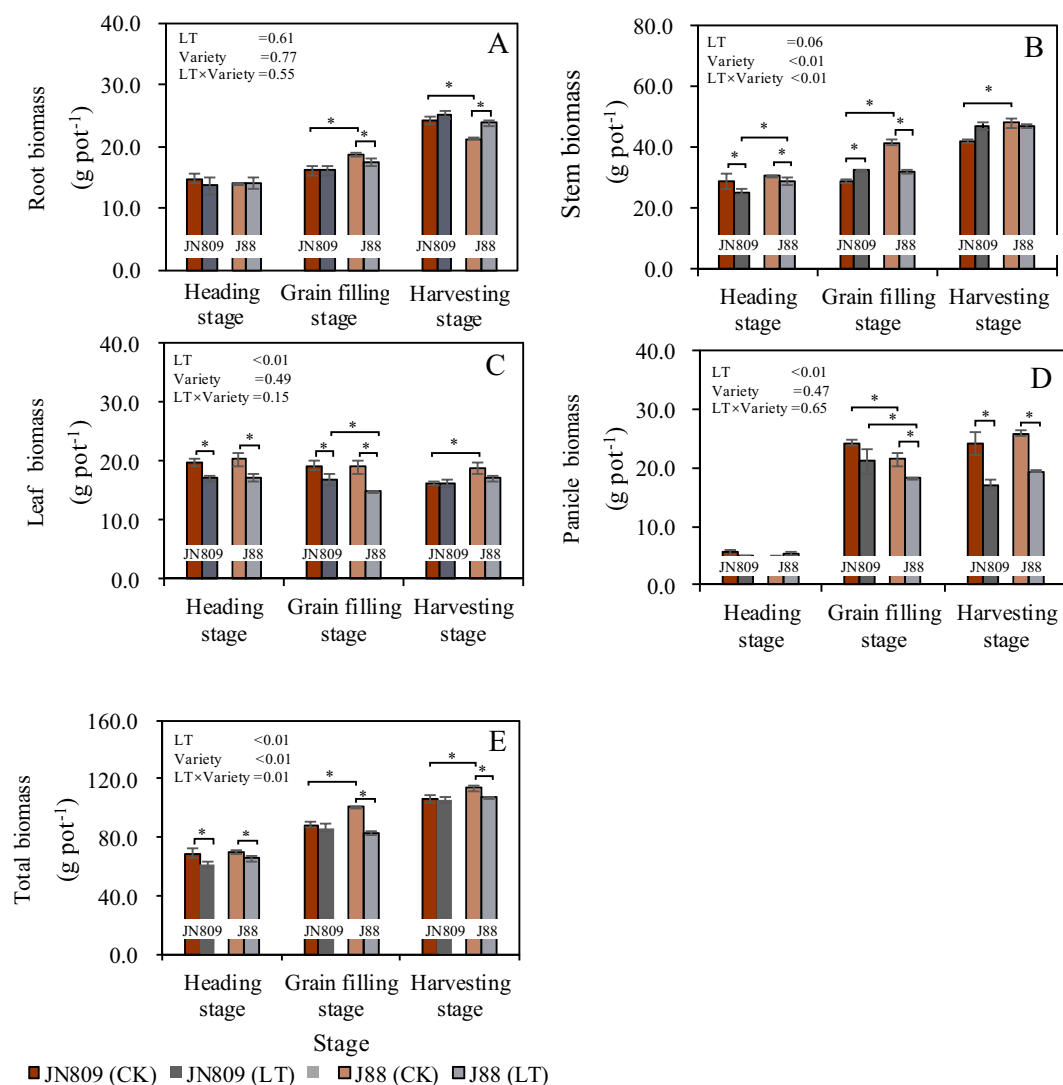 A
LT =0.61
Variety =0.77
LT×Variety =0.55
Root biomass
(g pot-1)
40.0
30.0
20.0
10.0
0.0
* * * *
JN809 J88 JN809 J88 JN809 J88
Heading stage
Grain filling stage
Harvesting stage
B
LT =0.06
Variety <0.01
LT×Variety <0.01
Stem biomass
(g pot-1)
80.0
60.0
40.0
20.0
0.0
* * * * * * *
JN809 J88 JN809 J88 JN809 J88
Heading stage
Grain filling stage
Harvesting stage
C
LT <0.01
Variety =0.49
LT×Variety =0.15
Leaf biomass
(g pot-1)
40.0
30.0
20.0
10.0
0.0
* * * * * *
JN809 J88 JN809 J88 JN809 J88
Heading stage
Grain filling stage
Harvesting stage
D
LT <0.01
Variety =0.47
LT×Variety =0.65
Panicle biomass
(g pot-1)
40.0
30.0
20.0
10.0
0.0
* * * * *
JN809 J88 JN809 J88 JN809 J88
Heading stage
Grain filling stage
Harvesting stage
E
LT <0.01
Variety <0.01
LT×Variety =0.01
Total biomass
(g pot-1)
160.0
120.0
80.0
40.0
0.0
* * * * * *
JN809 J88 JN809 J88 JN809 J88
Heading stage
Grain filling stage
Harvesting stage
Stage
JN809 (CK) JN809 (LT) J88 (CK) J88 (LT)